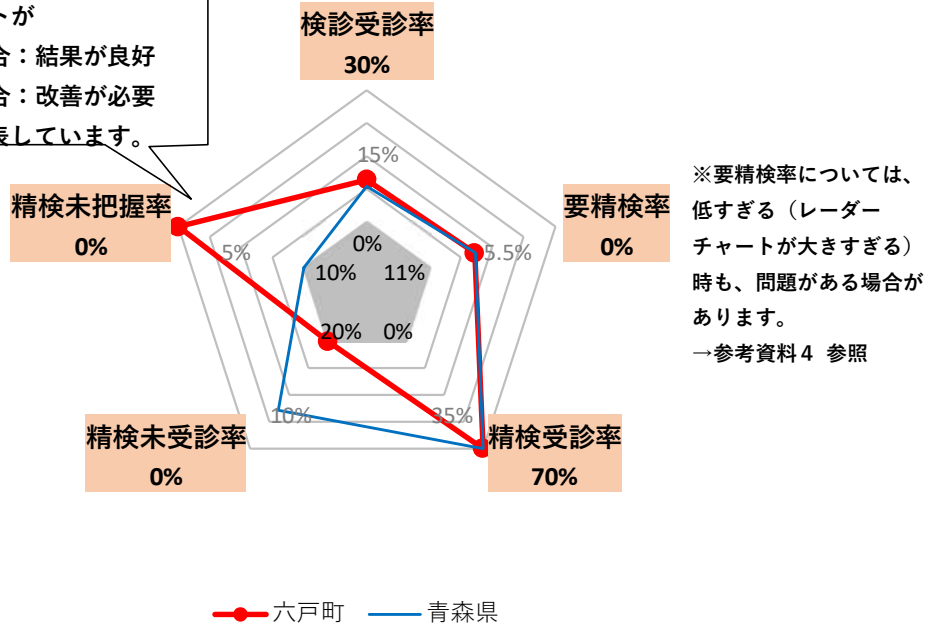 トが
合：結果が良好
合：改善が必要
表しています。
検診受診率
30%
15%
精検未把握率
0%
要精検率
0%
5%
5.5%
0%
10%
11%
20%
0%
10%
35%
精検未受診率
0%
精検受診率
70%
※要精検率については、
低すぎる（レーダー
チャートが大きすぎる）
時も、問題がある場合が
あります。
→参考資料４ 参照
六戸町
青森県